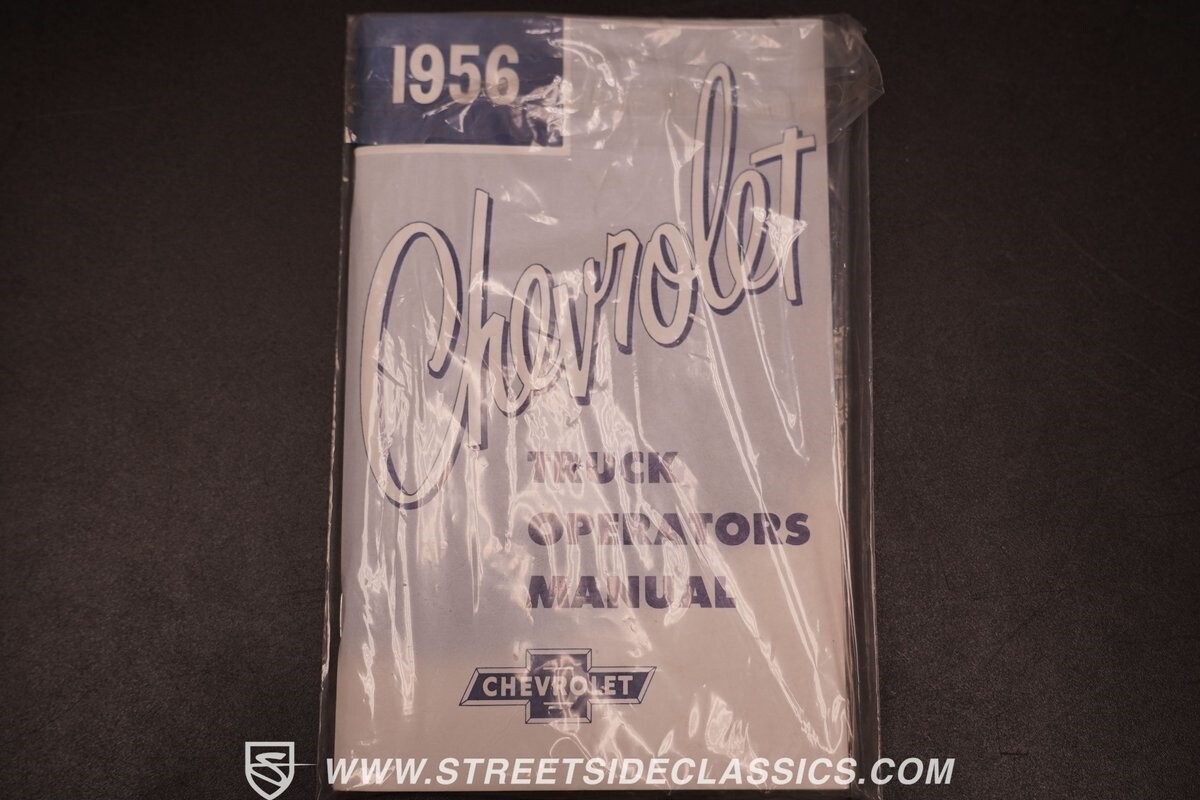 1956
Chevrolet
TRUCK
OPERATORS
MANUAL
CHEVROLET
WWW.STREETSIDECLASSICS.COM